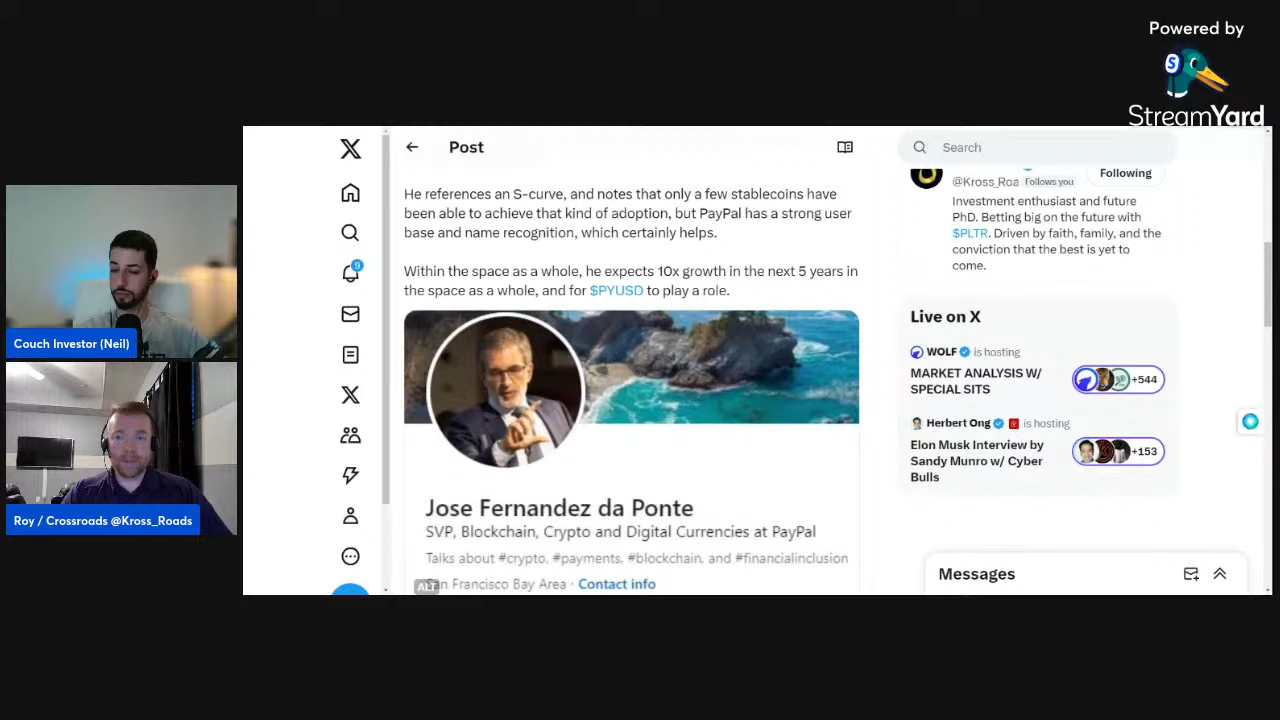 Powered by
StreamYard
Post
Search
He references an S-curve, and notes that only a few stablecoins have
been able to achieve that kind of adoption, but PayPal has a strong user
base and name recognition, which certainly helps.
Within the space as a whole, he expects 10x growth in the next 5 years in
the space as a whole, and for $PYUSD to play a role.
Jose Fernandez da Ponte
SVP, Blockchain, Crypto and Digital Currencies at PayPal
Talks about #crypto, #payments, #blockchain, and #financialinclusion
San Francisco Bay Area · Contact info
ALT
@Kross_Roa Follows you
Following
Investment enthusiast and future
PhD. Betting big on the future with
$PLTR. Driven by faith, family, and the
conviction that the best is yet to
come.
Live on X
WOLF is hosting
MARKET ANALYSIS W/
SPECIAL SITS
+544
Herbert Ong is hosting
Elon Musk Interview by
Sandy Munro w/ Cyber
Bulls
+153
Messages
9
Couch Investor (Neil)
Roy / Crossroads @Kross_Roads